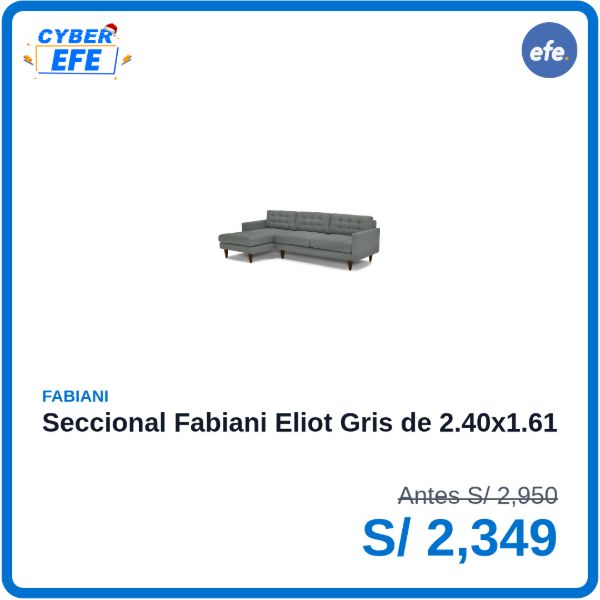 CYBER
EFE
efe.
FABIANI
Seccional Fabiani Eliot Gris de 2.40x1.61
Antes S/ 2,950
S/ 2,349